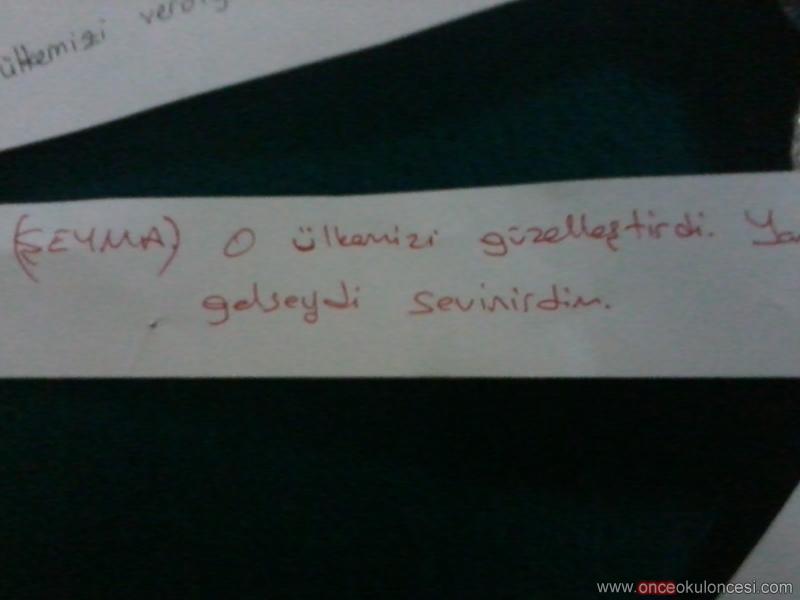 ülkemizi
(ŞEYMA) O ülkemizi güzelleştirdi.
gelseydi sevinirdim.
www.onceokuloncesi.com